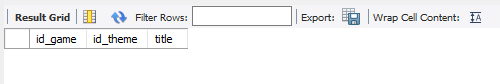 Result Grid Filter Rows: Export: Wrap Cell Content:
id_game id_theme title